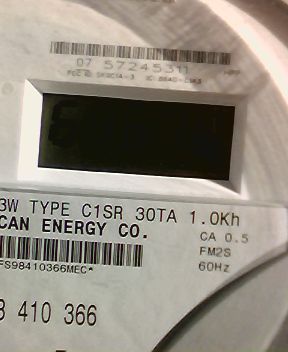 07 57245311
3W TYPE C1SR 30TA 1.0Kh
CAN ENERGY CO.
CA 0.5
FM2S
FS98410366MEC*
60Hz
8 410 366